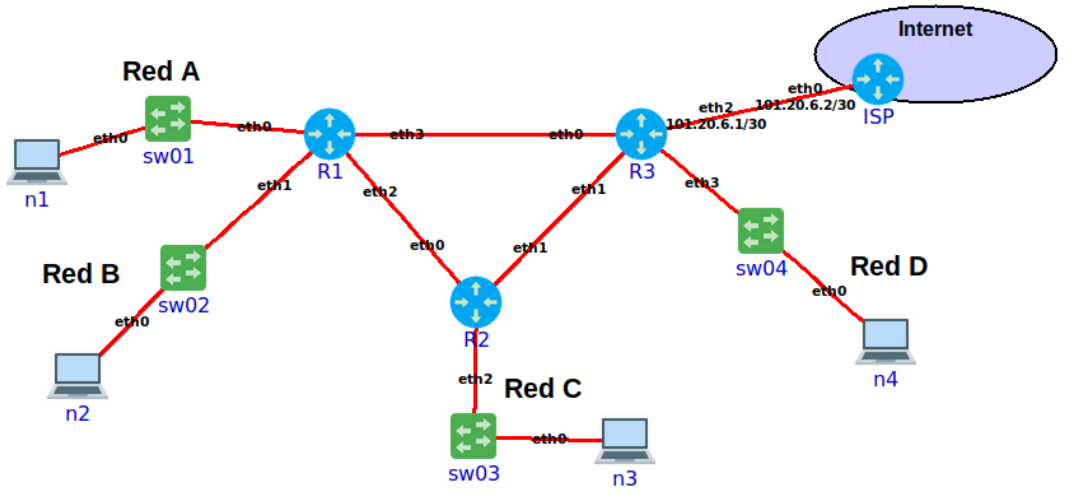 Internet
Red A
eth0
101.20.6.2/30
eth2
101.20.6.1/30
ISP
eth0
eth0
sw01
eth3
eth0
R1
R3
n1
eth1
eth2
eth1
eth3
Red B
eth0
eth1
sw04
Red D
sw02
eth0
eth0
R2
n2
eth2
Red C
n4
eth0
sw03
n3